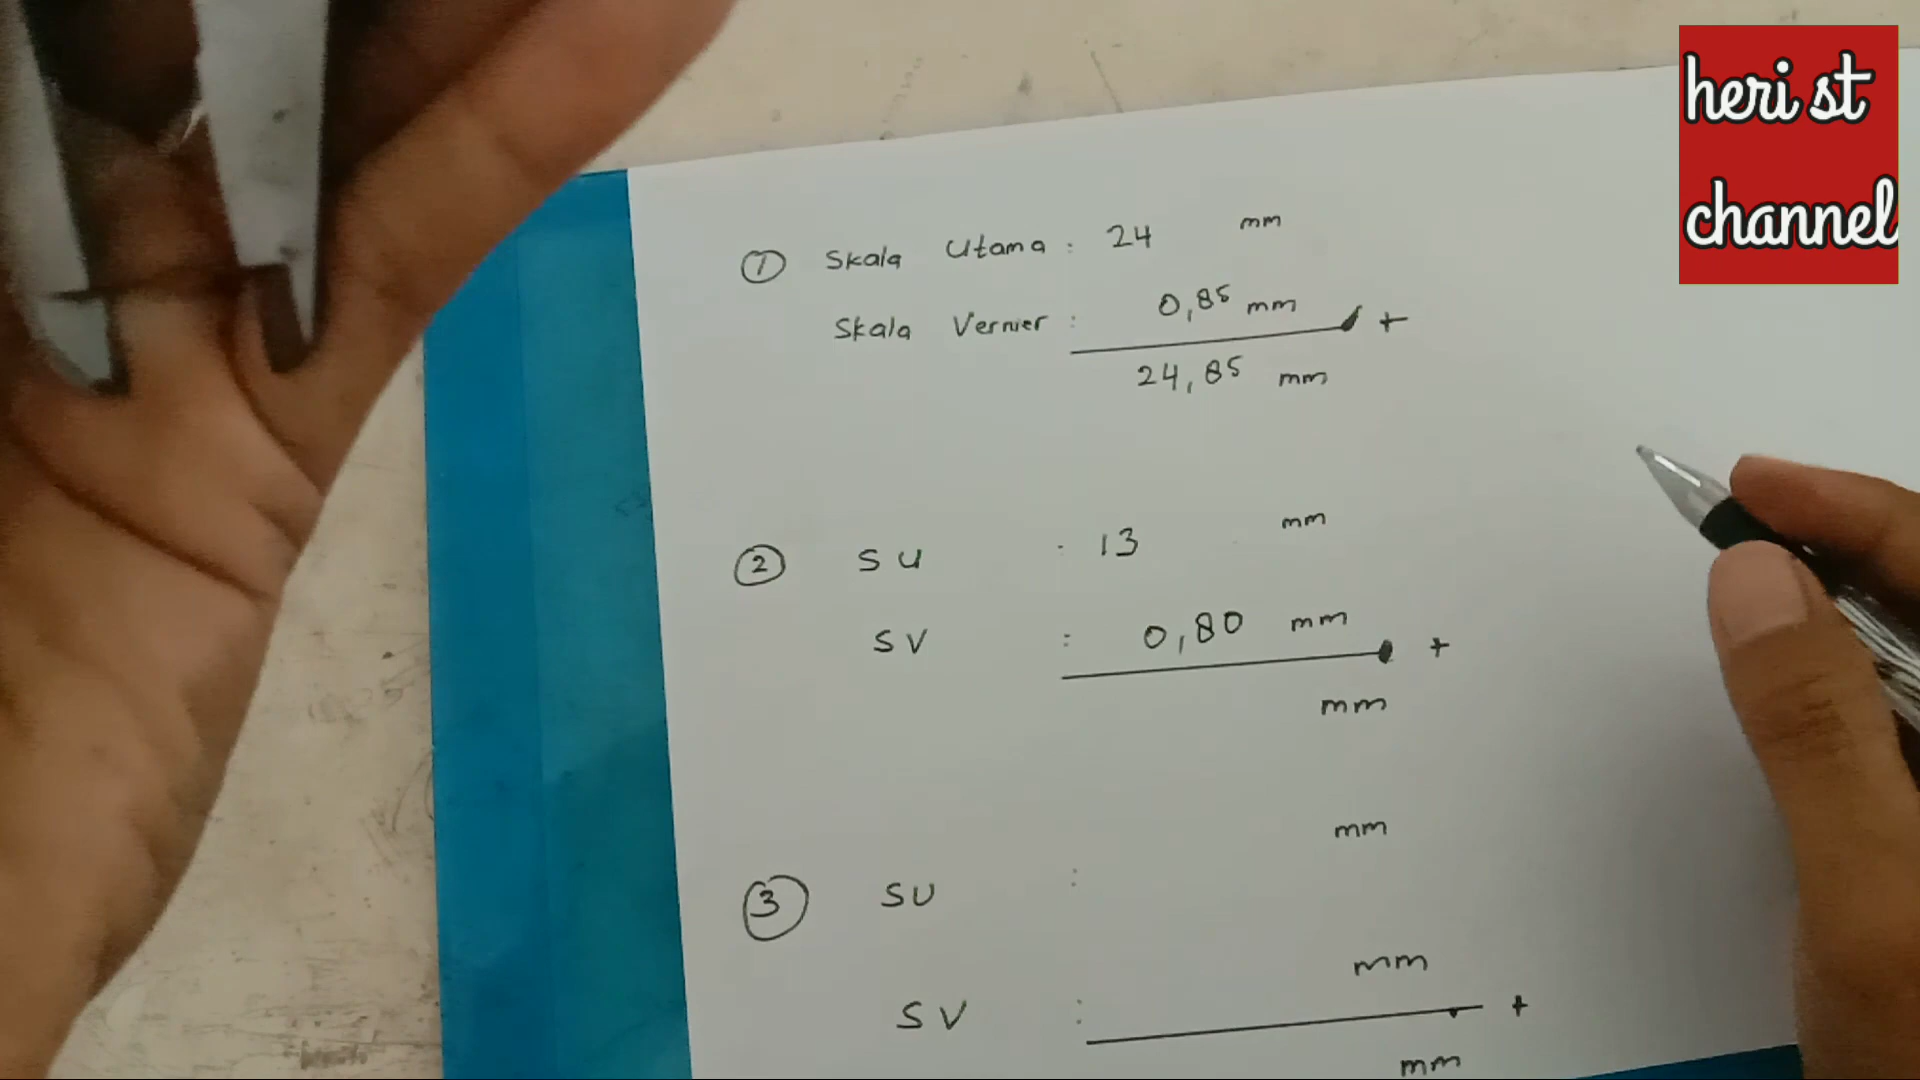 heri st
channel
① Skala Utama : 24 mm
Skala Vernier : 0,85 mm +
24,85 mm
② SU : 13 mm
SV : 0,80 mm +
mm
③ SU : mm
SV : mm +
mm